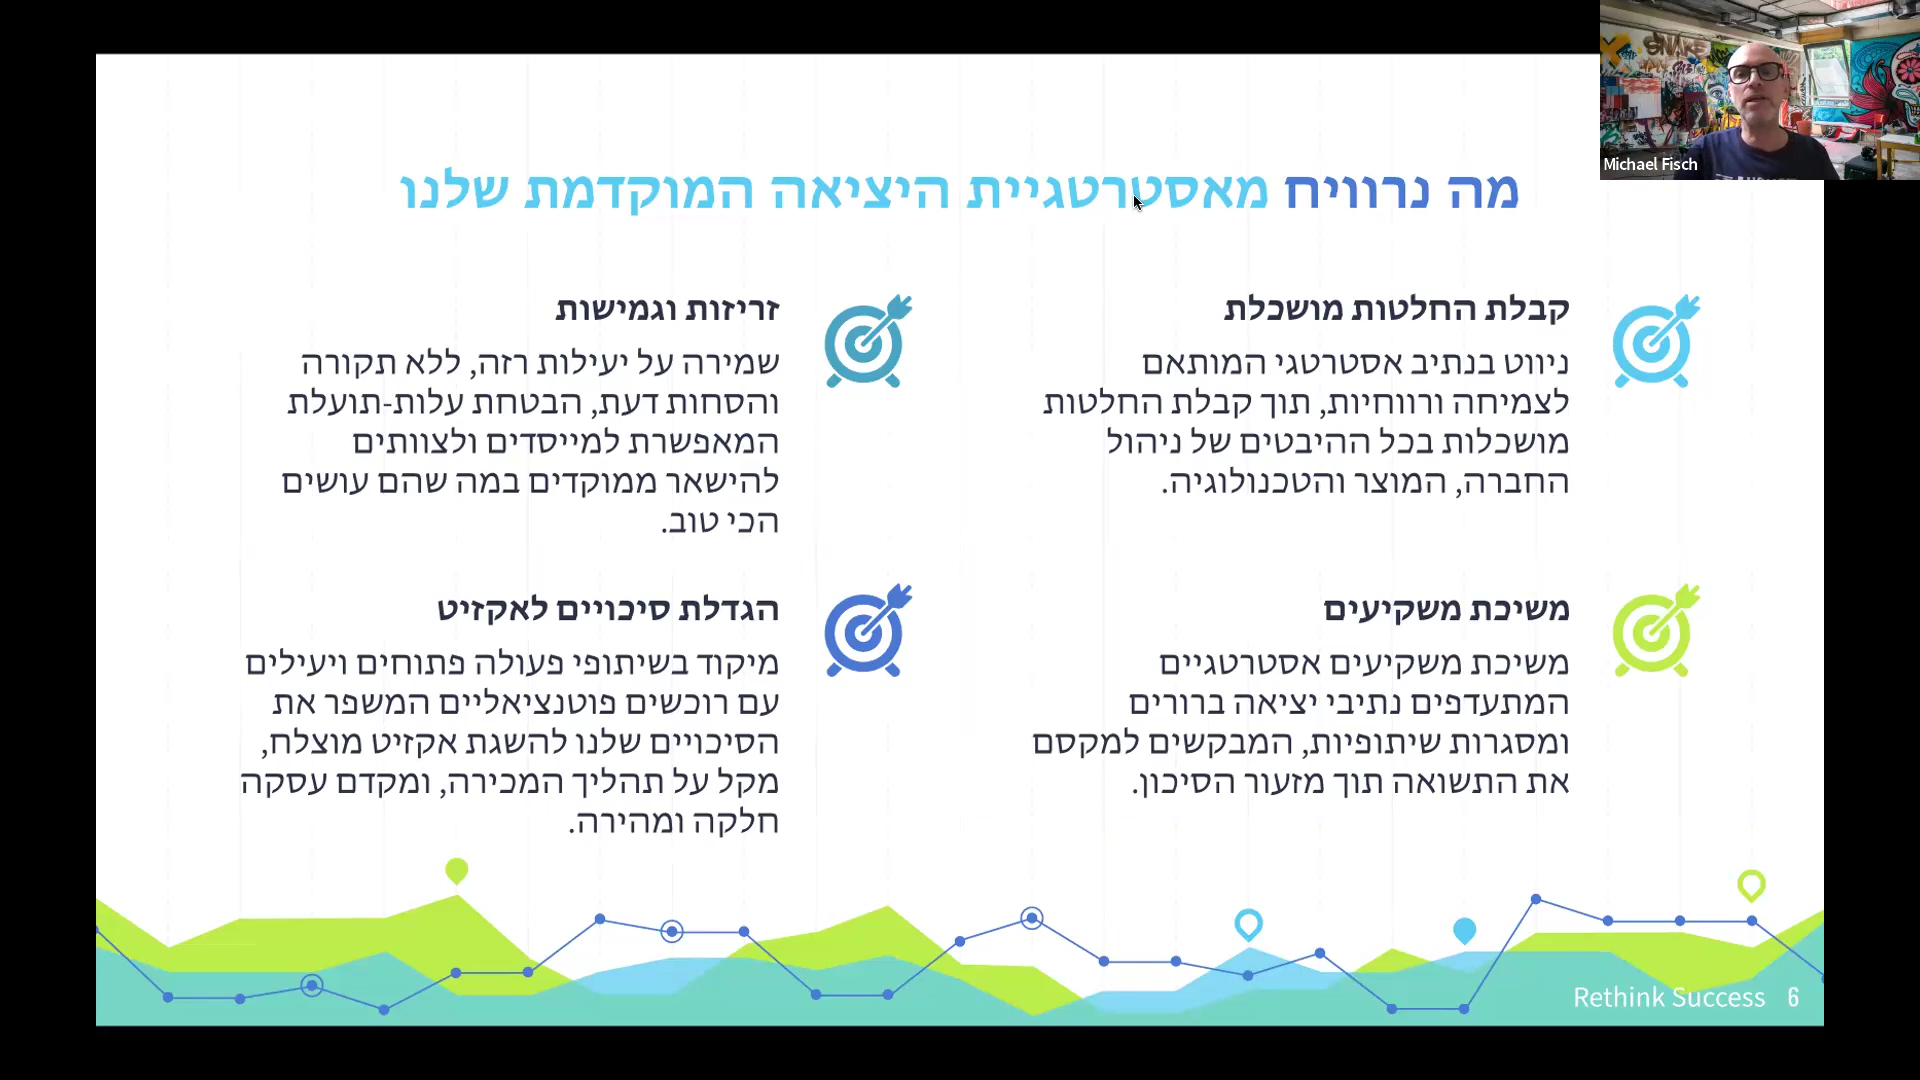 מה נרוויח מאסטרטגיית היציאה המוקדמת שלנו
קבלת החלטות מושכלת
ניווט בנתיב אסטרטגי המותאם
לצמיחה ורווחיות, תוך קבלת החלטות
מושכלות בכל ההיבטים של ניהול
החברה, המוצר והטכנולוגיה.
זריזות וגמישות
שמירה על יעילות רזה, ללא תקורה
והסחות דעת, הבטחת עלות-תועלת
המאפשרת למייסדים ולצוותים
להישאר ממוקדים במה שהם עושים
הכי טוב.
משיכת משקיעים
משיכת משקיעים אסטרטגיים
המתעדפים נתיבי יציאה ברורים
ומסגרות שיתופיות, המבקשים למקסם
את התשואה תוך מזעור הסיכון.
הגדלת סיכויים לאקזיט
מיקוד בשיתופי פעולה פתוחים ויעילים
עם רוכשים פוטנציאליים המשפר את
הסיכויים שלנו להשגת אקזיט מוצלח,
מקל על תהליך המכירה, ומקדם עסקה
חלקה ומהירה.
Rethink Success 6
Michael Fisch